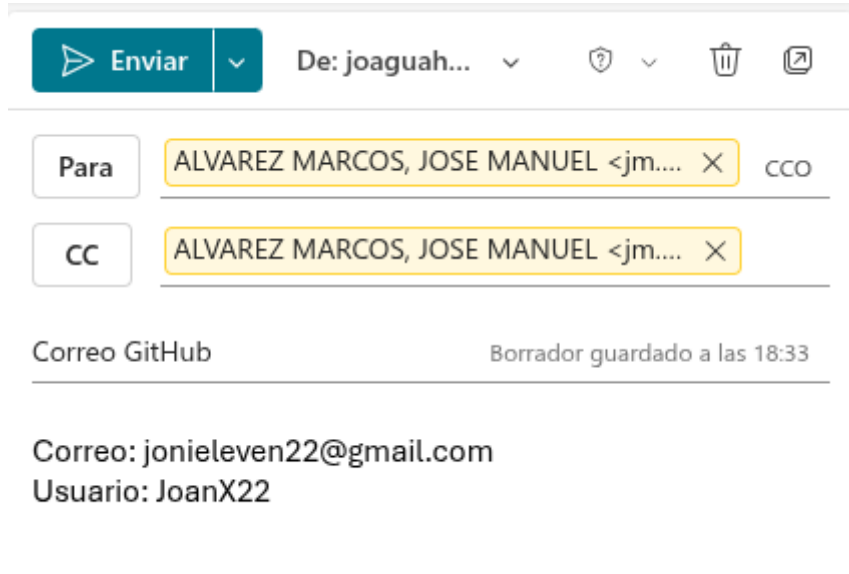 Enviar
De: joaguah...
Para
ALVAREZ MARCOS, JOSE MANUEL <jm....
CCO
CC
ALVAREZ MARCOS, JOSE MANUEL <jm....
Correo GitHub
Borrador guardado a las 18:33
Correo: jonieleven22@gmail.com
Usuario: JoanX22